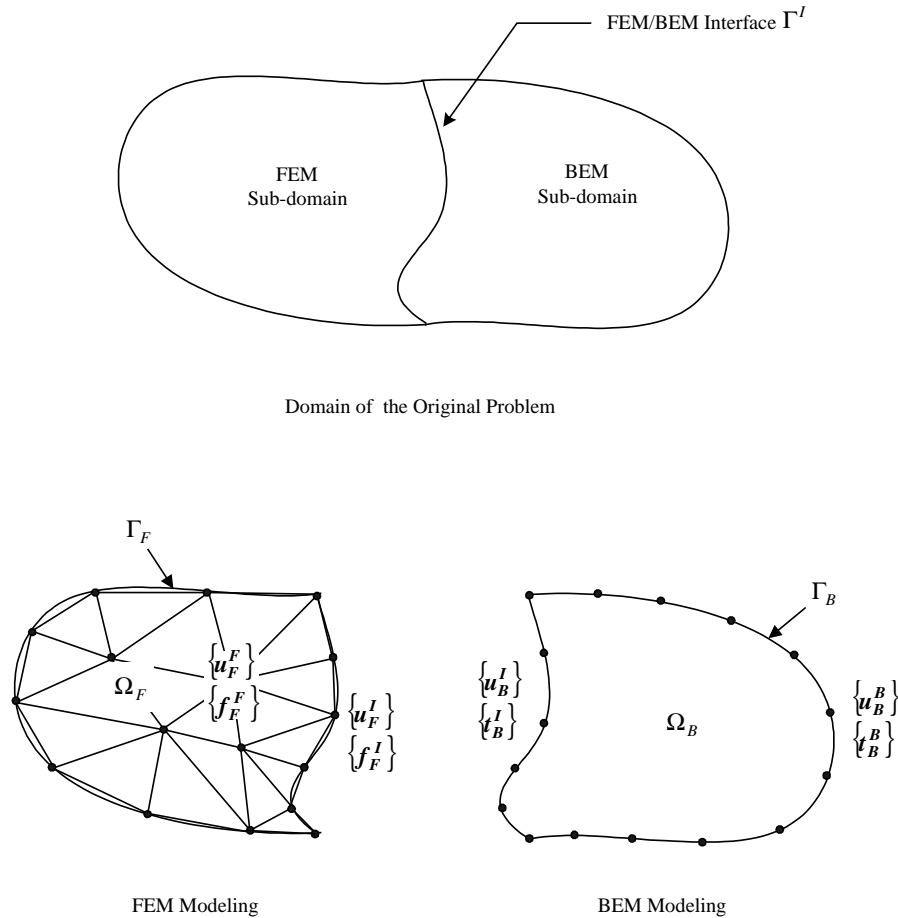 FEM/BEM Interface Γ^I
FEM
Sub-domain
BEM
Sub-domain
Domain of the Original Problem
Γ_F
Ω_F
{u_F^F}
{f_F^F}
{u_F^I}
{f_F^I}
FEM Modeling
Γ_B
{u_B^I}
{t_B^I}
Ω_B
{u_B^B}
{t_B^B}
BEM Modeling